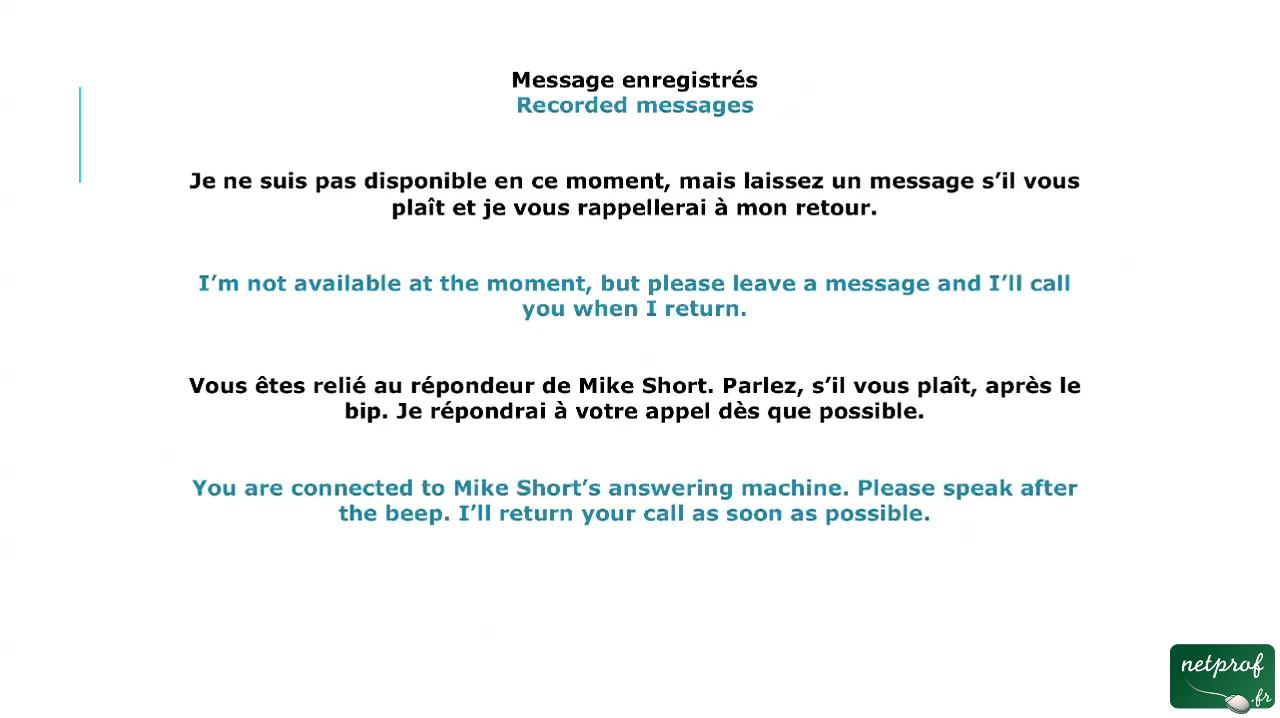 Message enregistrés
Recorded messages
Je ne suis pas disponible en ce moment, mais laissez un message s’il vous
plaît et je vous rappellerai à mon retour.
I’m not available at the moment, but please leave a message and I’ll call
you when I return.
Vous êtes relié au répondeur de Mike Short. Parlez, s’il vous plaît, après le
bip. Je répondrai à votre appel dès que possible.
You are connected to Mike Short’s answering machine. Please speak after
the beep. I’ll return your call as soon as possible.
netprof
.fr